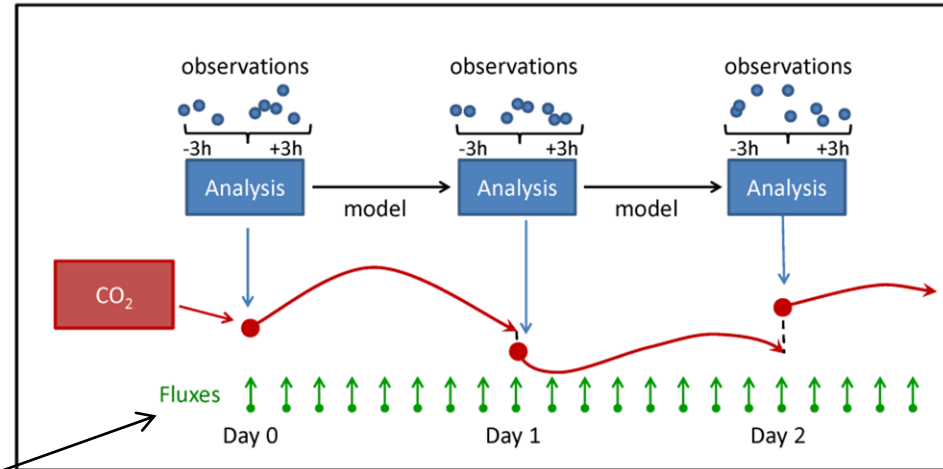 observations observations observations
-3h +3h -3h +3h -3h +3h
Analysis Analysis Analysis
model model
CO₂
Fluxes
Day 0 Day 1 Day 2